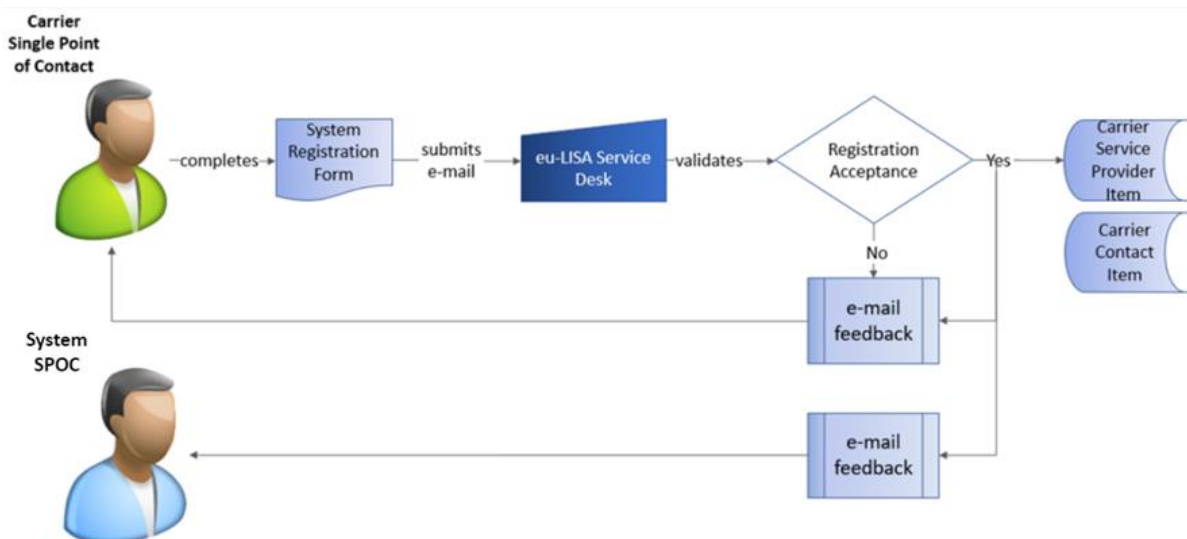 Carrier
Single Point
of Contact
completes
System
Registration
Form
submits
e-mail
eu-LISA Service
Desk
validates
Registration
Acceptance
Yes
Carrier
Service
Provider
Item
No
Carrier
Contact
Item
e-mail
feedback
System
SPOC
e-mail
feedback